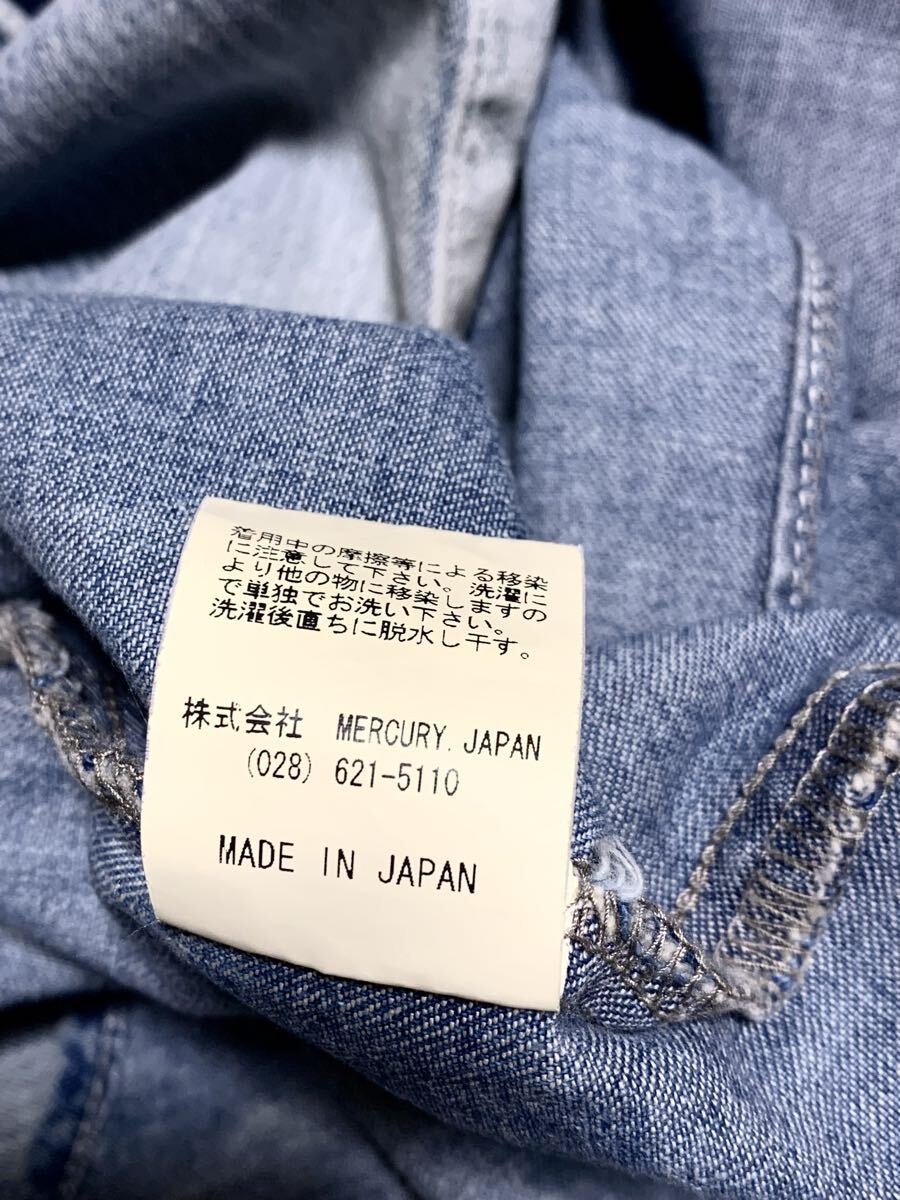 着用中の摩擦等による移染
に注意して下さい。洗濯に
より他の物に移染しますの
で単独でお洗い下さい。
洗濯後直ちに脱水し干す。
株式会社 MERCURY. JAPAN
(028) 621-5110
MADE IN JAPAN